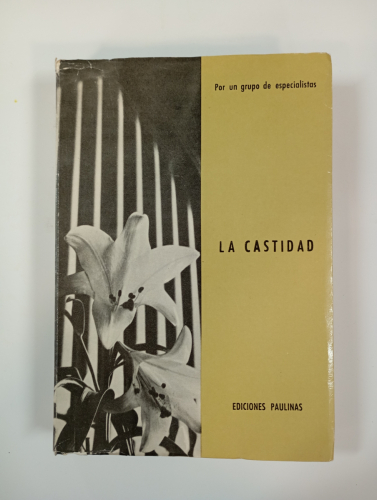 Por un grupo de especialistas
LA CASTIDAD
EDICIONES PAULINAS